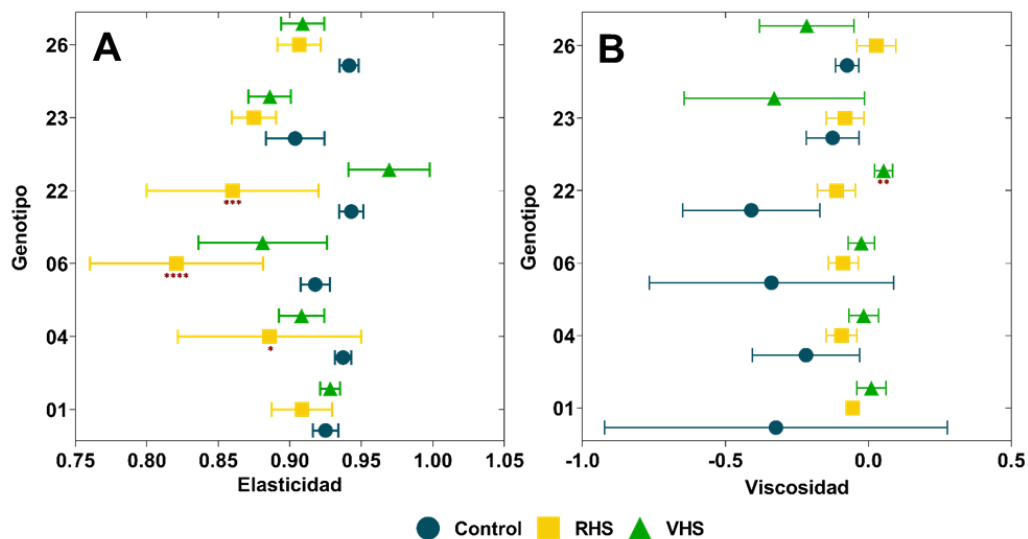 A
Genotipo
26
23
22
***
06
****
04
*
01
0.75 0.80 0.85 0.90 0.95 1.00 1.05
Elasticidad
B
Genotipo
26
23
22
**
06
04
01
-1.0 -0.5 0.0 0.5
Viscosidad
Control RHS VHS